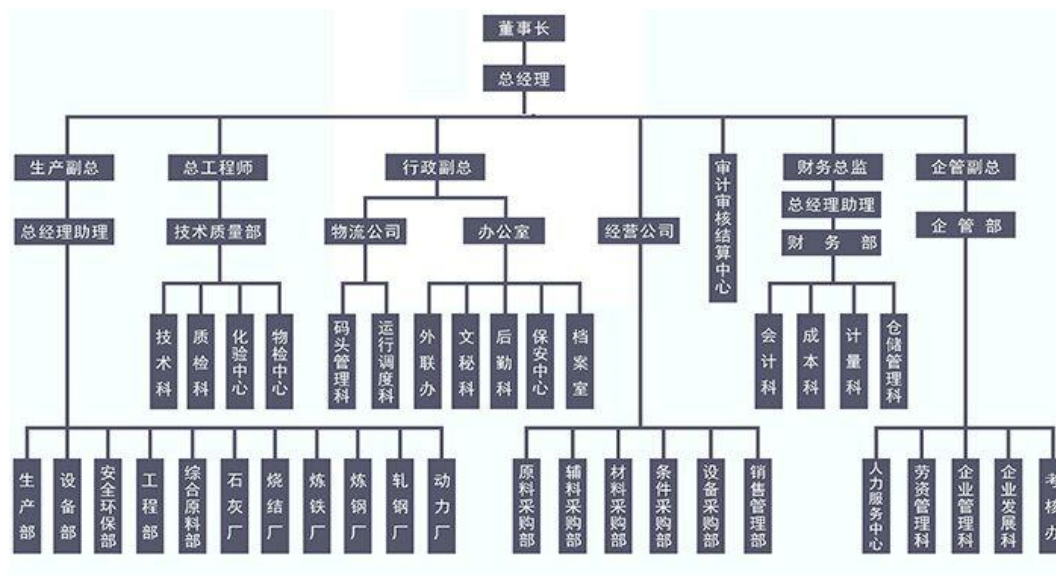 董事长
总经理
生产副总
总工程师
行政副总
财务总监
企管副总
总经理助理
技术质量部
物流公司
办公室
经营公司
审计审核结算中心
总经理助理
财务部
企管部
技术科
质检科
化验中心
物检中心
码头管理科
运行调度科
外联办
文秘科
后勤科
保安中心
档案室
会计科
成本科
计量科
仓储管理科
生产部
设备部
安全环保部
工程部
综合原料部
石灰厂
烧结厂
炼铁厂
炼钢厂
轧钢厂
动力厂
原料采购部
辅料采购部
材料采购部
条件采购部
设备采购部
销售管理部
人力服务中心
劳资管理科
企业管理科
企业发展科
考核办